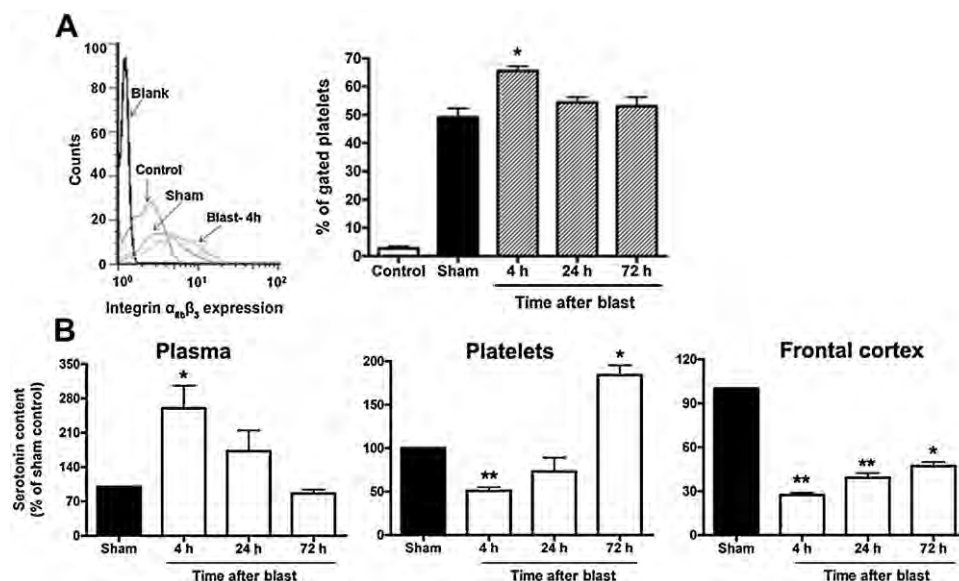 A
100
80
60
40
20
0
Counts
Blank
Control
Sham
Blast- 4h
10⁰ 10¹ 10²
Integrin αIIbβ3 expression
80
70
60
50
40
30
20
10
0
% of gated platelets
*
Control Sham 4 h 24 h 72 h
Time after blast
B
Plasma
Serotonin content
(% of sham control)
350
280
210
140
70
0
*
Sham 4 h 24 h 72 h
Time after blast
Platelets
200
150
100
50
0
**
*
Sham 4 h 24 h 72 h
Time after blast
Frontal cortex
120
90
60
30
0
**
**
*
Sham 4 h 24 h 72 h
Time after blast